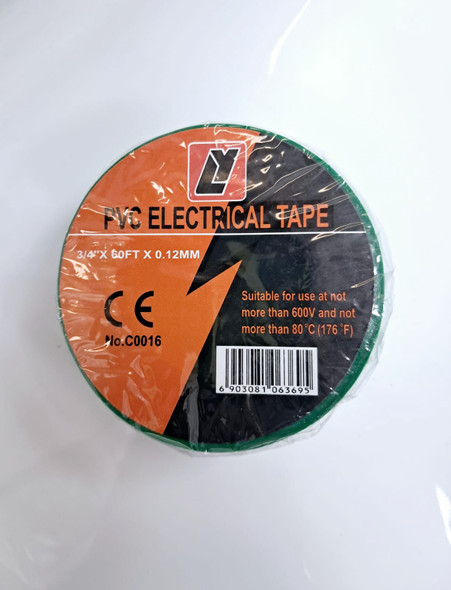 LY
PVC ELECTRICAL TAPE
3/4"X 60FT X 0.12MM
CE
No.C0016
Suitable for use at not
more than 600V and not
more than 80°C (176 °F)
6 903081 063695